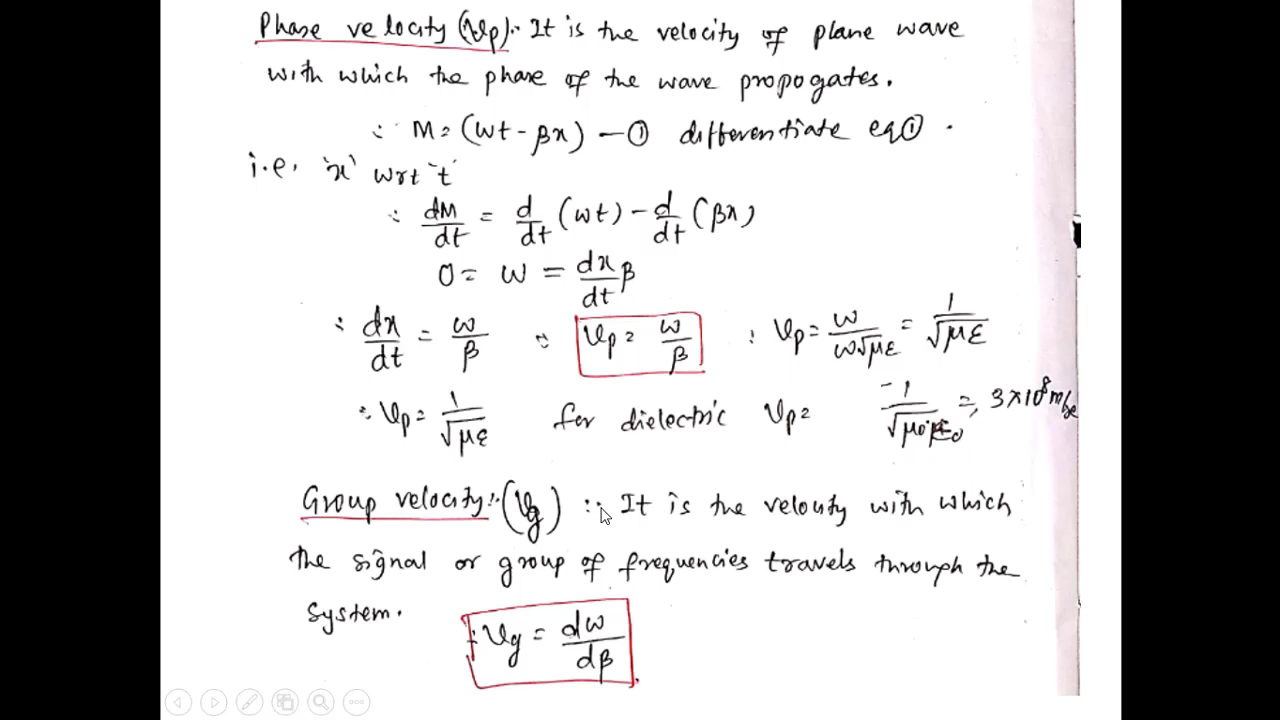 Phase velocity (Vp):- It is the velocity of plane wave
with which the phase of the wave propogates.
∴ M = (ωt - βx) —① differentiate eq① .
i.e. 'x' wrt 't'
∴ dM/dt = d/dt (ωt) - d/dt (βx)
0 = ω = dx/dt β
∴ dx/dt = ω/β ∴ Vp = ω/β ∴ Vp = ω/ω√με = 1/√με
∴ Vp = 1/√με for dielectric Vp = 1/√μ0ε0 = 3×10⁸ m/sec
Group velocity:- (Vg) :- It is the velouty with which
the signal or group of frequencies travels through the
system.
∴ Vg = dω/dβ